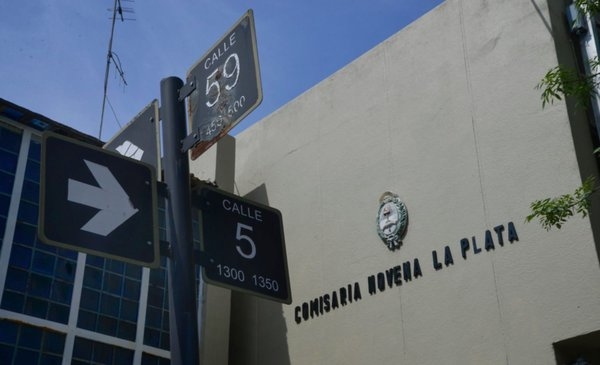 CALLE
59
CALLE
5
1300 1350
COMISARIA NOVENA LA PLATA